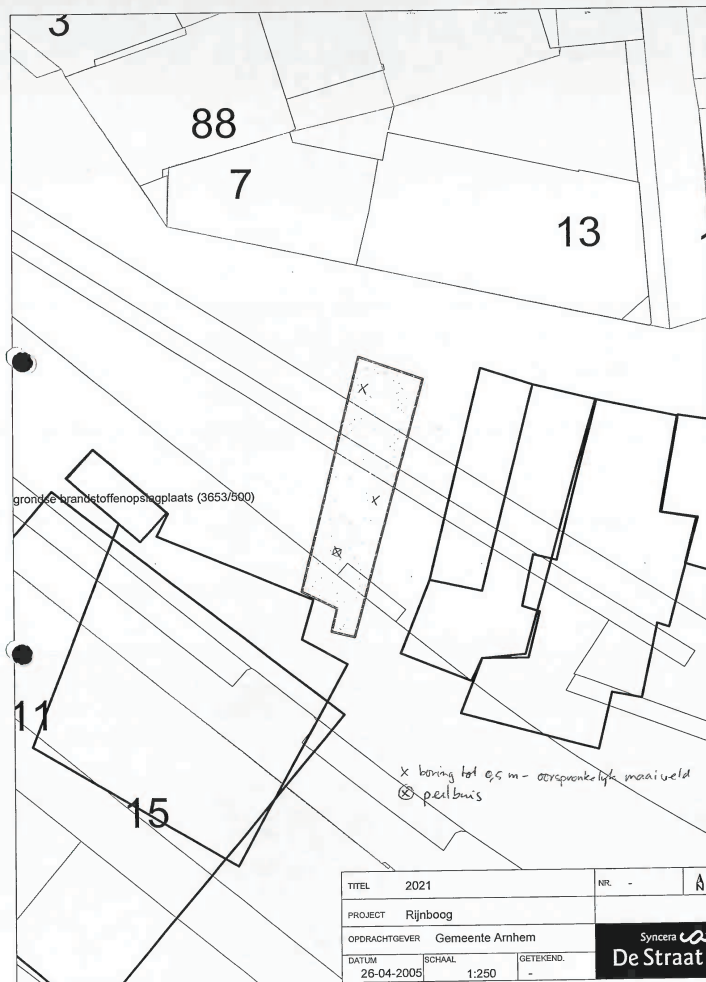 3
88
7
13
grondse brandstoffenopslagplaats (3653/500)
11
15
x boring tot 0,5 m - oorspronkelijk maaiveld
⊗ peilbuis
TITEL 2021
NR. -
N
PROJECT Rijnboog
OPDRACHTGEVER Gemeente Arnhem
DATUM SCHAAL GETEKEND.
26-04-2005 1:250 -
Syncera
De Straat